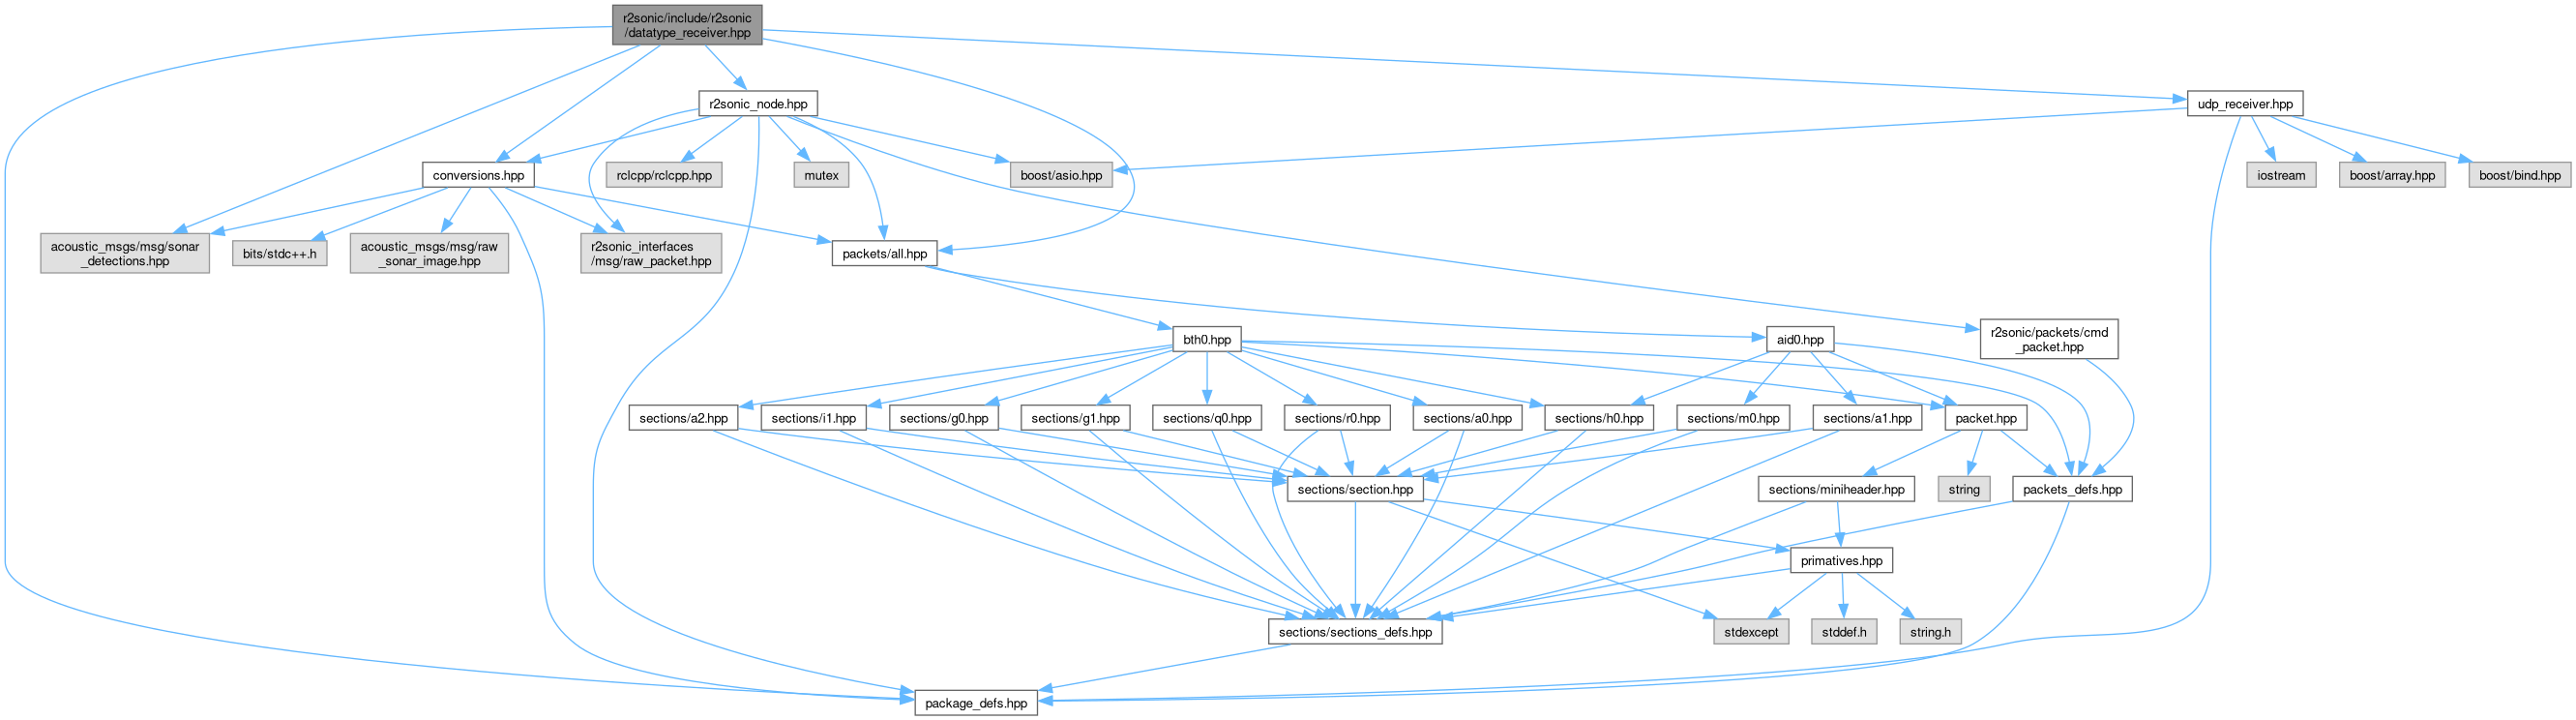 r2sonic/include/r2sonic
/datatype_receiver.hpp
r2sonic_node.hpp
udp_receiver.hpp
conversions.hpp
rclcpp/rclcpp.hpp
mutex
boost/asio.hpp
iostream
boost/array.hpp
boost/bind.hpp
acoustic_msgs/msg/sonar
_detections.hpp
bits/stdc++.h
acoustic_msgs/msg/raw
_sonar_image.hpp
r2sonic_interfaces
/msg/raw_packet.hpp
packets/all.hpp
bth0.hpp
aid0.hpp
r2sonic/packets/cmd
_packet.hpp
sections/a2.hpp
sections/i1.hpp
sections/g0.hpp
sections/g1.hpp
sections/q0.hpp
sections/r0.hpp
sections/a0.hpp
sections/h0.hpp
sections/m0.hpp
sections/a1.hpp
packet.hpp
sections/section.hpp
sections/miniheader.hpp
string
packets_defs.hpp
primatives.hpp
sections/sections_defs.hpp
stdexcept
stddef.h
string.h
package_defs.hpp